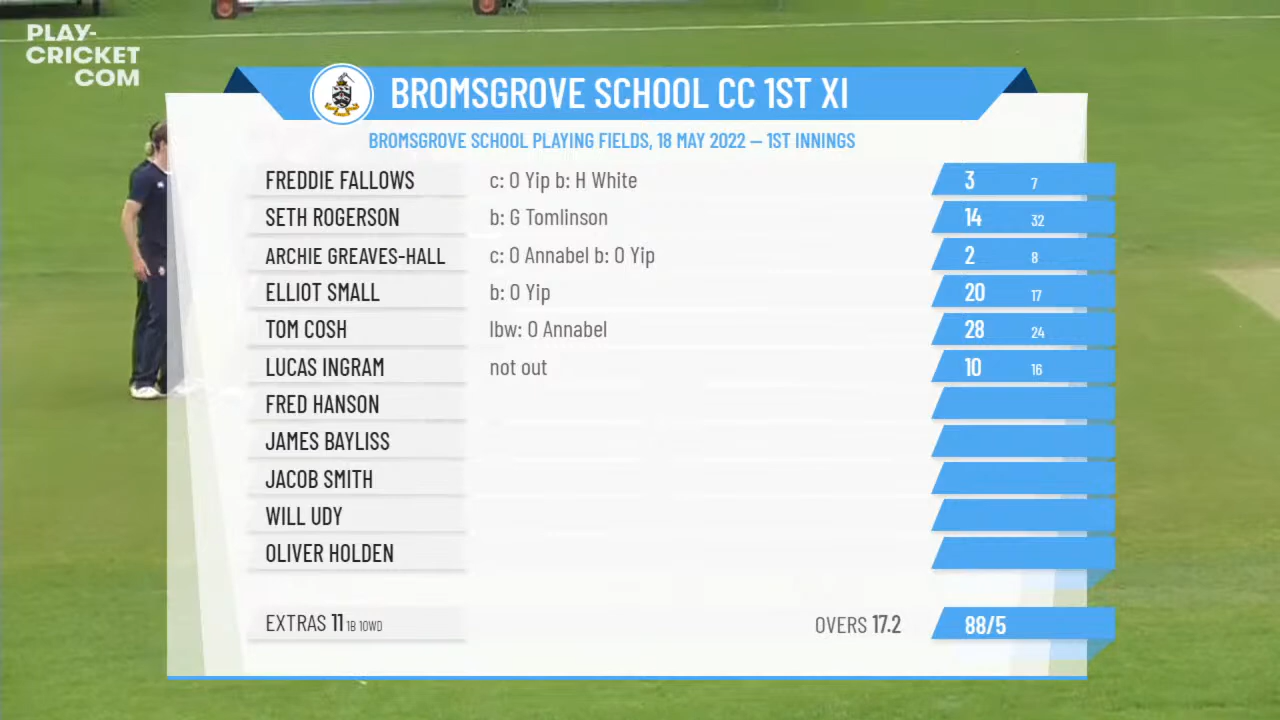 PLAY-
CRICKET
COM
BROMSGROVE SCHOOL CC 1ST XI
BROMSGROVE SCHOOL PLAYING FIELDS, 18 MAY 2022 – 1ST INNINGS
FREDDIE FALLOWS c: O Yip b: H White 3 7
SETH ROGERSON b: G Tomlinson 14 32
ARCHIE GREAVES-HALL c: O Annabel b: O Yip 2 8
ELLIOT SMALL b: O Yip 20 17
TOM COSH lbw: O Annabel 28 24
LUCAS INGRAM not out 10 16
FRED HANSON
JAMES BAYLISS
JACOB SMITH
WILL UDY
OLIVER HOLDEN
EXTRAS 11 1B 10WD OVERS 17.2 88/5